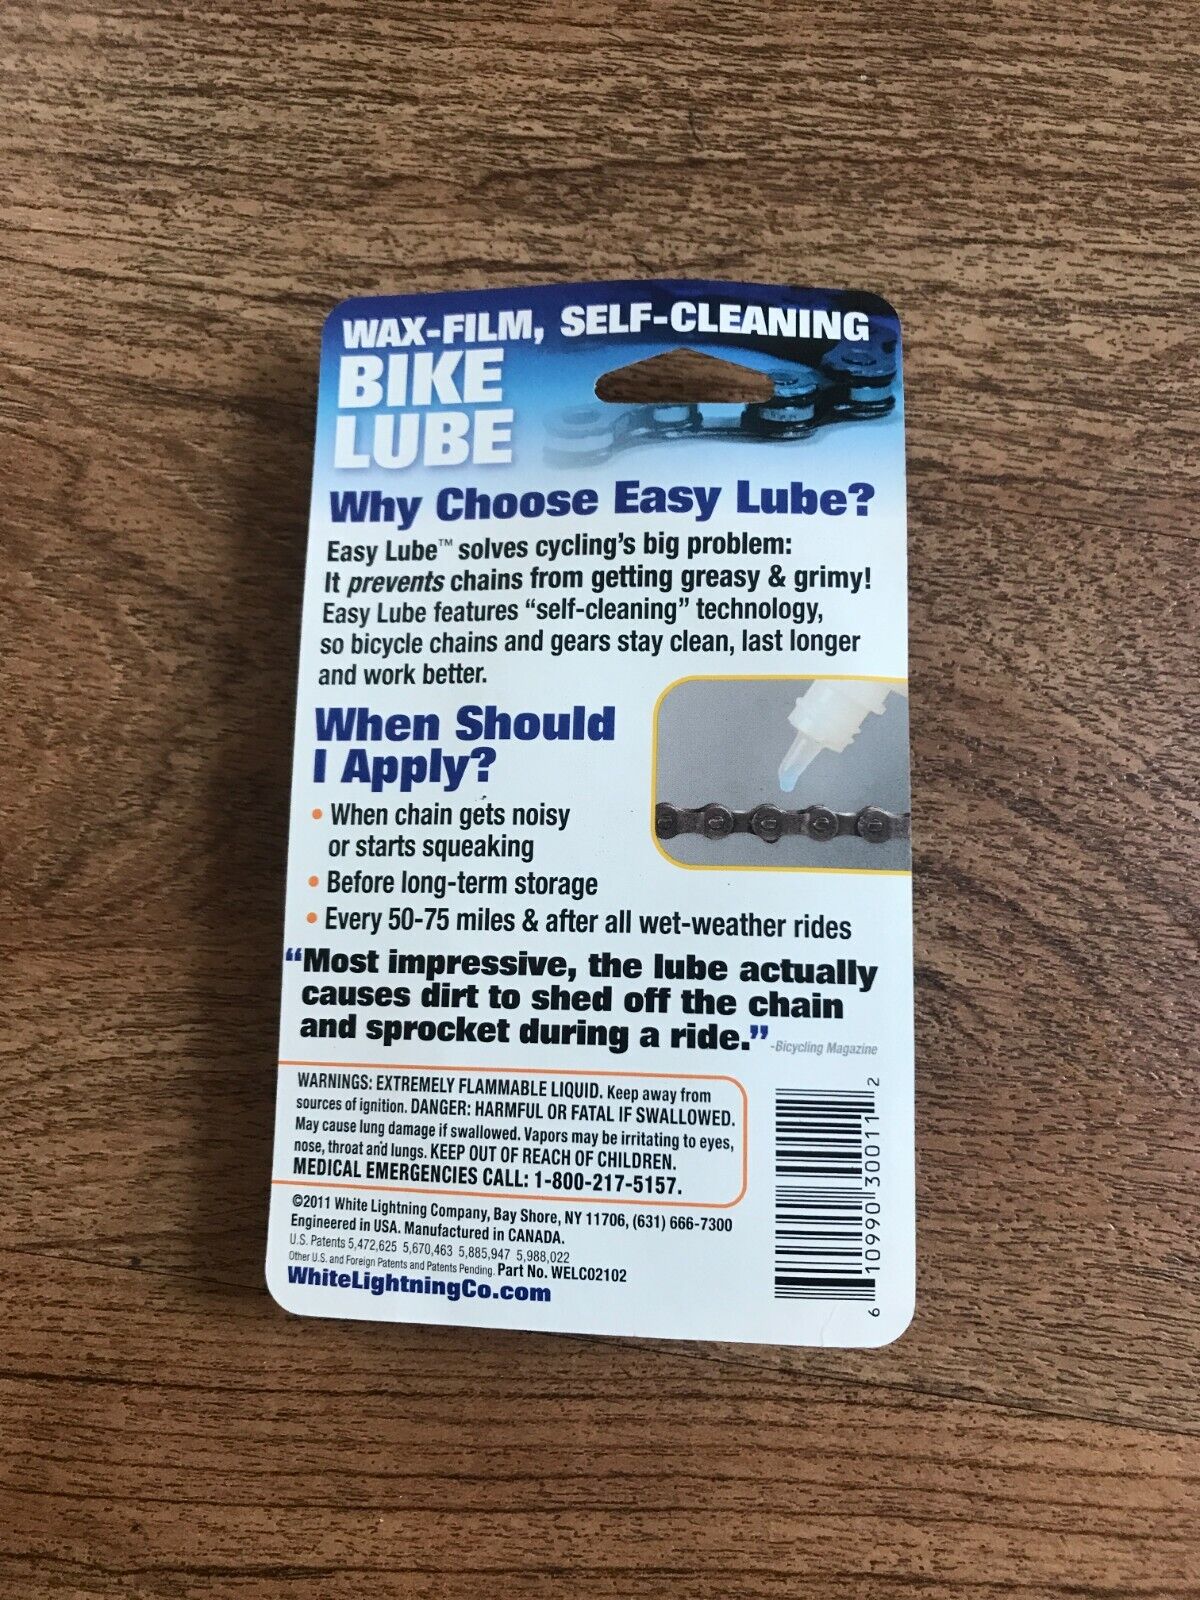 WAX-FILM, SELF-CLEANING
BIKE
LUBE
Why Choose Easy Lube?
Easy Lube™ solves cycling's big problem:
It prevents chains from getting greasy & grimy!
Easy Lube features "self-cleaning" technology,
so bicycle chains and gears stay clean, last longer
and work better.
When Should
I Apply?
• When chain gets noisy
or starts squeaking
• Before long-term storage
• Every 50-75 miles & after all wet-weather rides
"Most impressive, the lube actually
causes dirt to shed off the chain
and sprocket during a ride."
-Bicycling Magazine
WARNINGS: EXTREMELY FLAMMABLE LIQUID. Keep away from
sources of ignition. DANGER: HARMFUL OR FATAL IF SWALLOWED.
May cause lung damage if swallowed. Vapors may be irritating to eyes,
nose, throat and lungs. KEEP OUT OF REACH OF CHILDREN.
MEDICAL EMERGENCIES CALL: 1-800-217-5157.
©2011 White Lightning Company, Bay Shore, NY 11706, (631) 666-7300
Engineered in USA. Manufactured in CANADA.
U.S. Patents 5,472,625 5,670,463 5,885,947 5,988,022
Other U.S. and Foreign Patents and Patents Pending. Part No. WELC02102
WhiteLightningCo.com
6 10990 30011 2